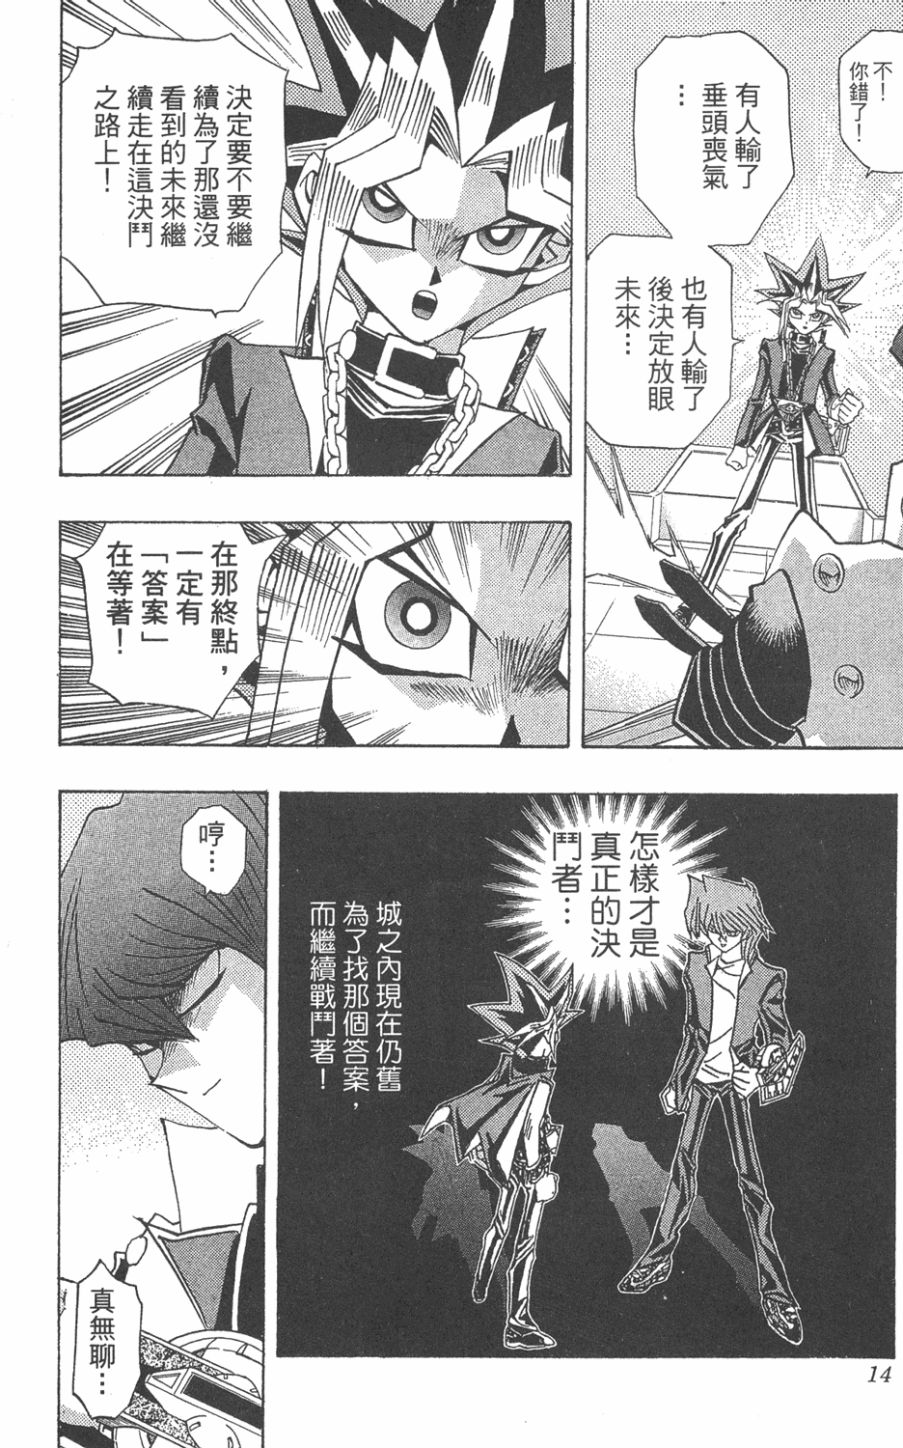 不！
你錯了！
有人輸了
垂頭喪氣
…
也有人輸了
後決定放眼
未來…
決定要不要繼
續為了那還沒
看到的未來繼
續走在這決鬥
之路上！
在那終點，
一定有
「答案」
在等著！
怎樣才是
真正的決
鬥者…
城之內現在仍舊
為了找那個答案，
而繼續戰鬥著！
哼…
真無聊…
14